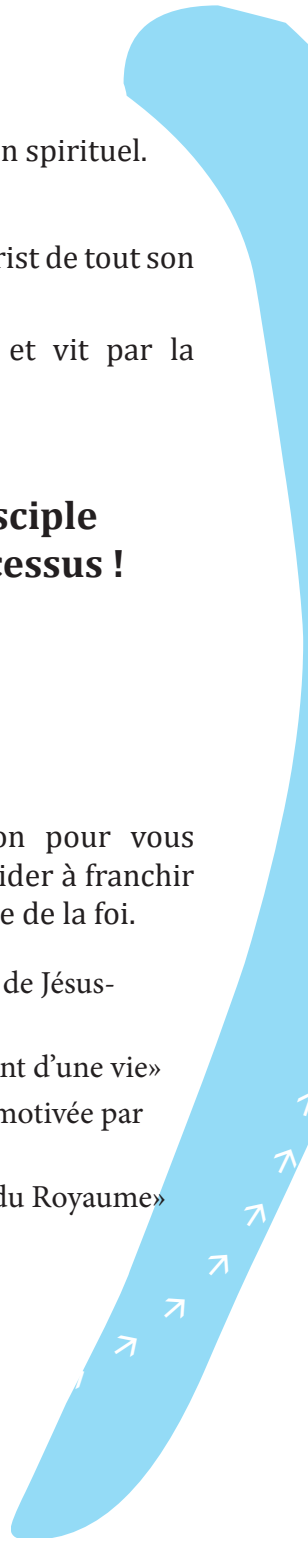 n spirituel.
rist de tout son
et vit par la
sciple
cessus !
on pour vous
ider à franchir
e de la foi.
de Jésus-
nt d'une vie»
motivée par
du Royaume»